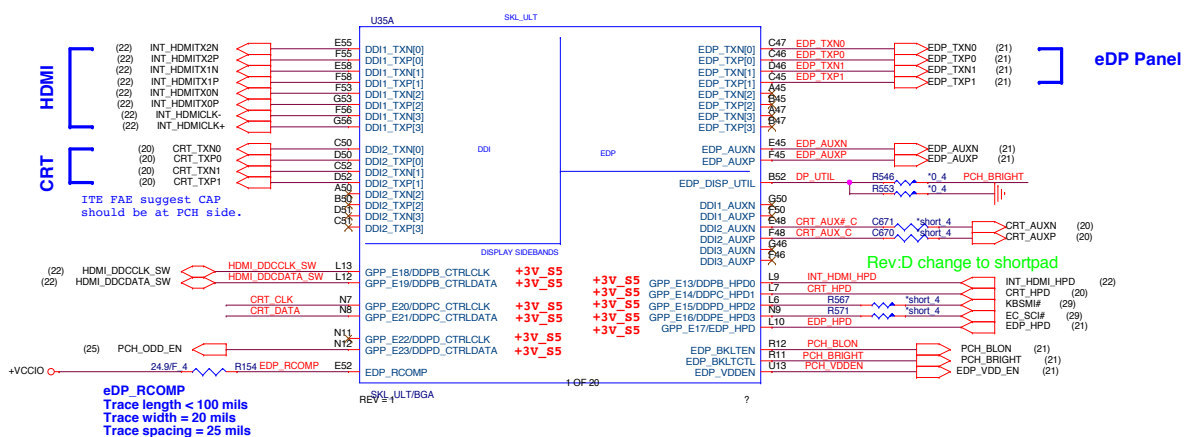 U35A
SKL_ULT
HDMI
(22) INT_HDMITX2N E55 DDI1_TXN[0]
(22) INT_HDMITX2P F55 DDI1_TXP[0]
(22) INT_HDMITX1N E58 DDI1_TXN[1]
(22) INT_HDMITX1P F58 DDI1_TXP[1]
(22) INT_HDMITX0N F53 DDI1_TXN[2]
(22) INT_HDMITX0P G53 DDI1_TXP[2]
(22) INT_HDMICLK- F56 DDI1_TXN[3]
(22) INT_HDMICLK+ G56 DDI1_TXP[3]
CRT
(20) CRT_TXN0 C50 DDI2_TXN[0]
(20) CRT_TXP0 D50 DDI2_TXP[0]
(20) CRT_TXN1 C52 DDI2_TXN[1]
(20) CRT_TXP1 D52 DDI2_TXP[1]
A50 DDI2_TXN[2]
B50 DDI2_TXP[2]
D51 DDI2_TXN[3]
C51 DDI2_TXP[3]
ITE FAE suggest CAP
should be at PCH side.
DDI
EDP
EDP_TXN[0] C47 EDP_TXN0 EDP_TXN0 (21)
EDP_TXP[0] C46 EDP_TXP0 EDP_TXP0 (21)
EDP_TXN[1] D46 EDP_TXN1 EDP_TXN1 (21)
EDP_TXP[1] C45 EDP_TXP1 EDP_TXP1 (21)
EDP_TXN[2] A45
EDP_TXP[2] B45
EDP_TXN[3] A47
EDP_TXP[3] B47
eDP Panel
EDP_AUXN E45 EDP_AUXN EDP_AUXN (21)
EDP_AUXP F45 EDP_AUXP EDP_AUXP (21)
EDP_DISP_UTIL B52 DP_UTIL R546 *0_4 PCH_BRIGHT
R553 *0_4
DDI1_AUXN G50
DDI1_AUXP F50
DDI2_AUXN E48 CRT_AUX#_C C671 *short_4 CRT_AUXN (20)
DDI2_AUXP F48 CRT_AUX_C C670 *short_4 CRT_AUXP (20)
DDI3_AUXN G46
DDI3_AUXP F46
Rev:D change to shortpad
DISPLAY SIDEBANDS
(22) HDMI_DDCCLK_SW HDMI_DDCCLK_SW L13 GPP_E18/DDPB_CTRLCLK +3V_S5
(22) HDMI_DDCDATA_SW HDMI_DDCDATA_SW L12 GPP_E19/DDPB_CTRLDATA +3V_S5
CRT_CLK N7 GPP_E20/DDPC_CTRLCLK +3V_S5
CRT_DATA N8 GPP_E21/DDPC_CTRLDATA +3V_S5
N11 GPP_E22/DDPD_CTRLCLK +3V_S5
(25) PCH_ODD_EN N12 GPP_E23/DDPD_CTRLDATA +3V_S5
+3V_S5 GPP_E13/DDPB_HPD0 L9 INT_HDMI_HPD INT_HDMI_HPD (22)
+3V_S5 GPP_E14/DDPC_HPD1 L7 CRT_HPD CRT_HPD (20)
+3V_S5 GPP_E15/DDPD_HPD2 L6 R567 *short_4 KBSMI# (29)
+3V_S5 GPP_E16/DDPE_HPD3 N9 R571 *short_4 EC_SCI# (29)
+3V_S5 GPP_E17/EDP_HPD L10 EDP_HPD EDP_HPD (21)
EDP_BKLTEN R12 PCH_BLON PCH_BLON (21)
EDP_BKLTCTL R11 PCH_BRIGHT PCH_BRIGHT (21)
EDP_VDDEN U13 PCH_VDDEN EDP_VDD_EN (21)
+VCCIO 24.9/F_4 R154 EDP_RCOMP E52 EDP_RCOMP
1 OF 20
SKL_ULT/BGA
REV = 1 ?
eDP_RCOMP
Trace length < 100 mils
Trace width = 20 mils
Trace spacing = 25 mils